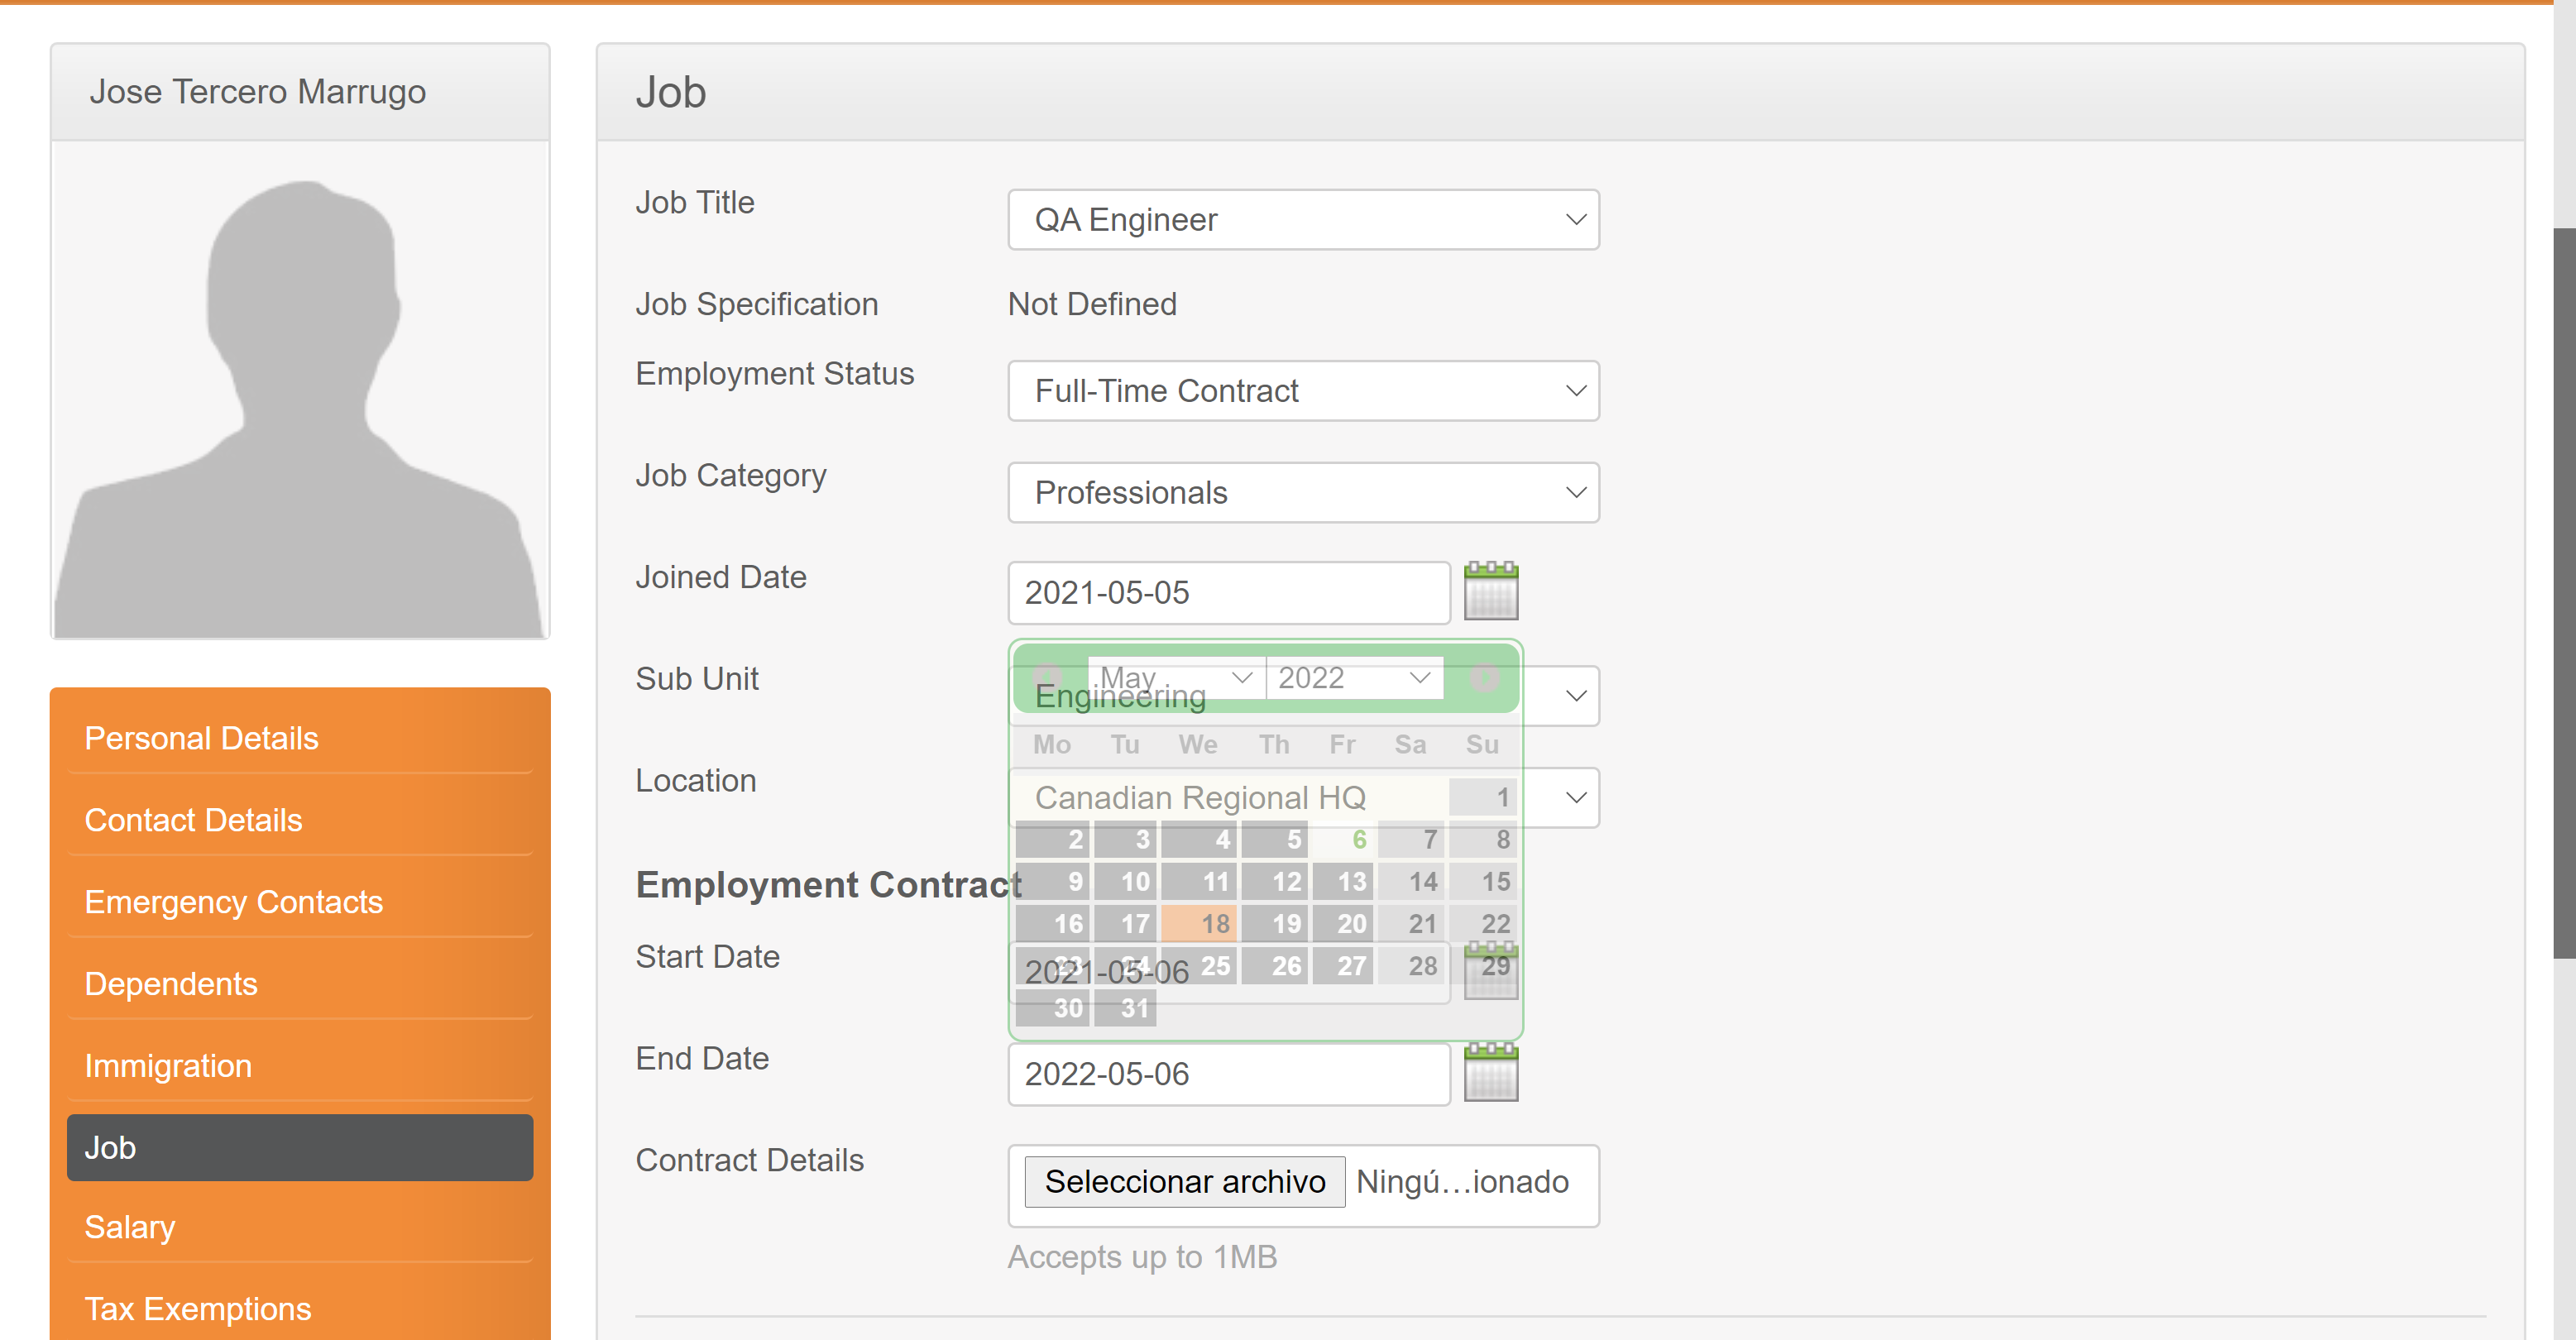 Jose Tercero Marrugo
Personal Details
Contact Details
Emergency Contacts
Dependents
Immigration
Job
Salary
Tax Exemptions
Job
Job Title
QA Engineer
Job Specification Not Defined
Employment Status
Full-Time Contract
Job Category
Professionals
Joined Date
2021-05-05
Sub Unit
May 2022
Engineering
Mo Tu We Th Fr Sa Su
Location
Canadian Regional HQ 1
2 3 4 5 6 7 8
Employment Contract 9 10 11 12 13 14 15
16 17 18 19 20 21 22
Start Date
2021-05-06
23 24 25 26 27 28 29
30 31
End Date
2022-05-06
Contract Details
Seleccionar archivo Ningú…ionado
Accepts up to 1MB